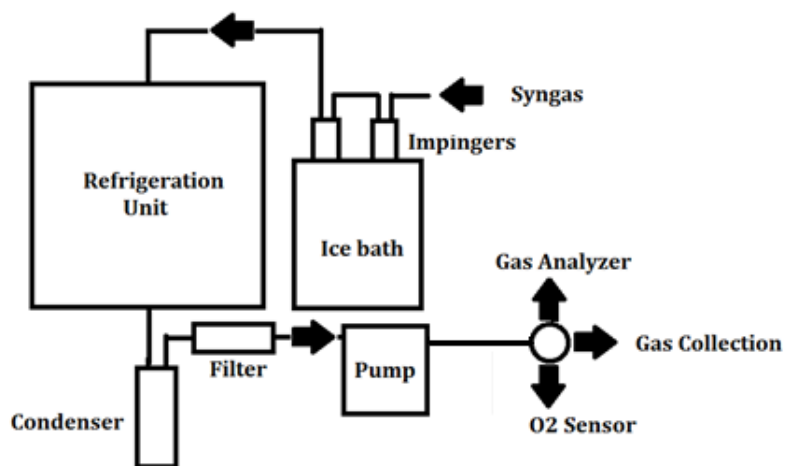 Syngas
Impingers
Refrigeration
Unit
Ice bath
Gas Analyzer
Gas Collection
Pump
Filter
Condenser
O2 Sensor